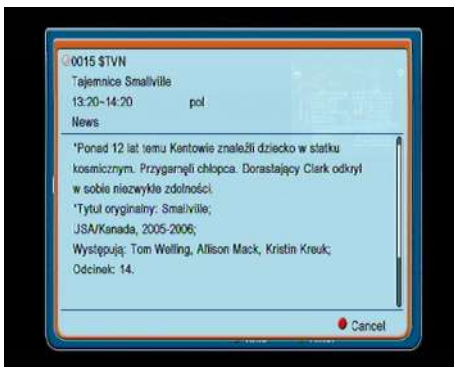 0015 $TVN
Tajemnice Smallville
13:20~14:20 pol
News
"Ponad 12 lat temu Kentowie znaleźli dziecko w statku
kosmicznym. Przygarnęli chłopca. Dorastający Clark odkrył
w sobie niezwykłe zdolności.
"Tytuł oryginalny: Smallville;
USA/Kanada, 2005-2006;
Występują: Tom Welling, Allison Mack, Kristin Kreuk;
Odcinek: 14.
Cancel